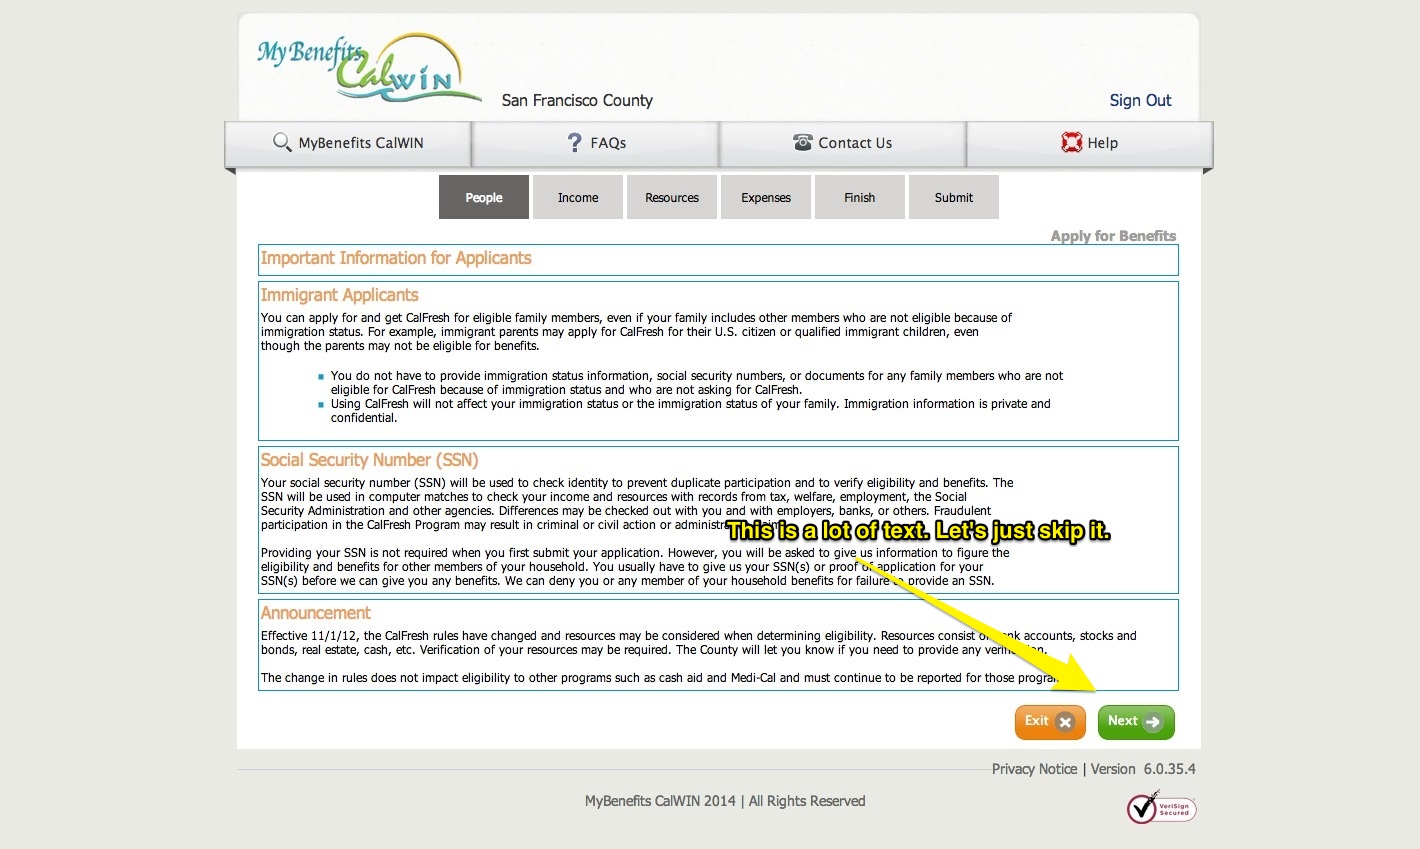 My Benefits
CalWIN
San Francisco County
Sign Out
MyBenefits CalWIN
FAQs
Contact Us
Help
People
Income
Resources
Expenses
Finish
Submit
Apply for Benefits
Important Information for Applicants
Immigrant Applicants
You can apply for and get CalFresh for eligible family members, even if your family includes other members who are not eligible because of
immigration status. For example, immigrant parents may apply for CalFresh for their U.S. citizen or qualified immigrant children, even
though the parents may not be eligible for benefits.
You do not have to provide immigration status information, social security numbers, or documents for any family members who are not
eligible for CalFresh because of immigration status and who are not asking for CalFresh.
Using CalFresh will not affect your immigration status or the immigration status of your family. Immigration information is private and
confidential.
Social Security Number (SSN)
Your social security number (SSN) will be used to check identity to prevent duplicate participation and to verify eligibility and benefits. The
SSN will be used in computer matches to check your income and resources with records from tax, welfare, employment, the Social
Security Administration and other agencies. Differences may be checked out with you and with employers, banks, or others. Fraudulent
participation in the CalFresh Program may result in criminal or civil action or
This is a lot of text. Let's just skip it.
Providing your SSN is not required when you first submit your application. However, you will be asked to give us information to figure the
eligibility and benefits for other members of your household. You usually have to give us your SSN(s) or proof of application for your
SSN(s) before we can give you any benefits. We can deny you or any member of your household benefits for failure to provide an SSN.
Announcement
Effective 11/1/12, the CalFresh rules have changed and resources may be considered when determining eligibility. Resources consist of bank accounts, stocks and
bonds, real estate, cash, etc. Verification of your resources may be required. The County will let you know if you need to provide any verification.
The change in rules does not impact eligibility to other programs such as cash aid and Medi-Cal and must continue to be reported for those programs.
Exit
Next
Privacy Notice | Version 6.0.35.4
MyBenefits CalWIN 2014 | All Rights Reserved
VeriSign
Secured